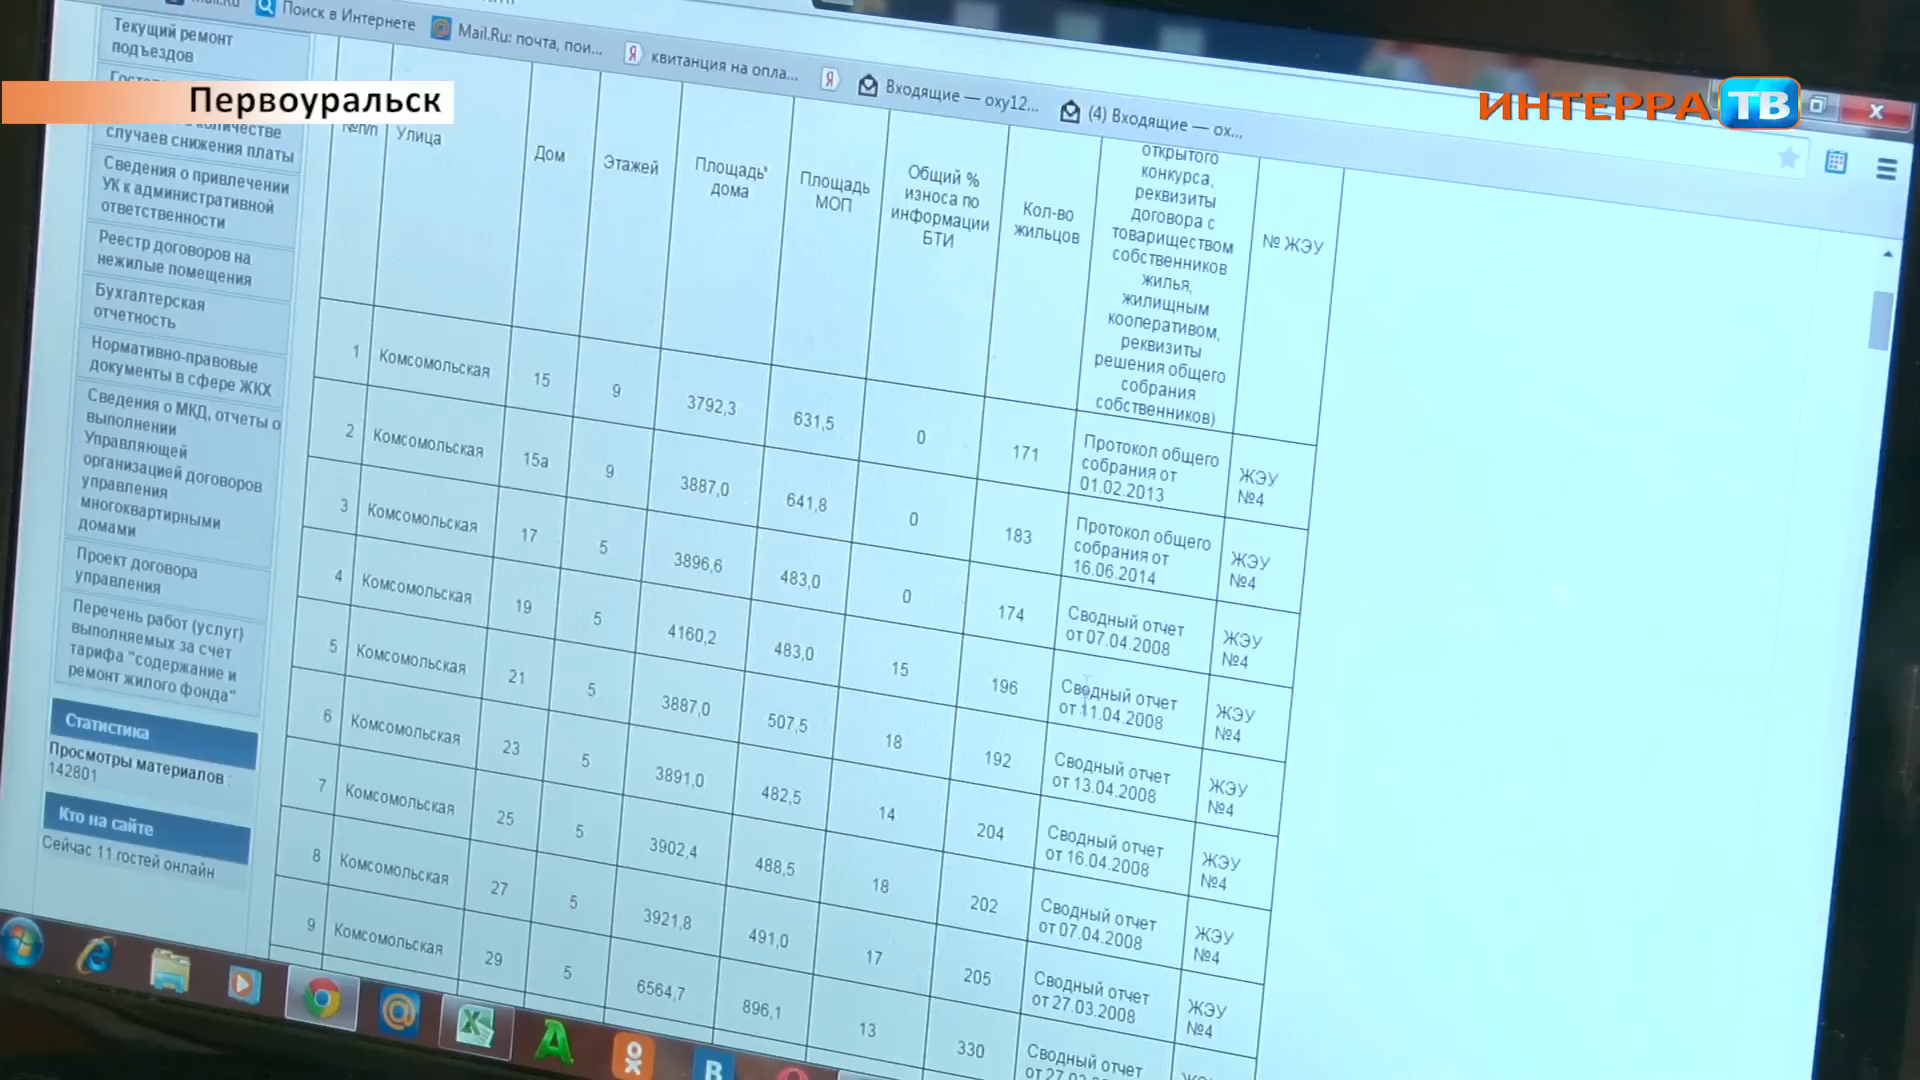 Mail.Ru
Поиск в Интернете
Mail.Ru: почта, пои...
квитанция на опла...
Входящие — oxy12...
(4) Входящие — ox...
Первоуральск
ИНТЕРРА ТВ
Текущий ремонт
подъездов
количестве
случаев снижения платы
Сведения о привлечении
УК к административной
ответственности
Реестр договоров на
нежилые помещения
Бухгалтерская
отчетность
Нормативно-правовые
документы в сфере ЖКХ
Сведения о МКД, отчеты о
выполнении
Управляющей
организацией договоров
управления
многоквартирными
домами
Проект договора
управления
Перечень работ (услуг)
выполняемых за счет
тарифа "содержание и
ремонт жилого фонда"
Статистика
Просмотры материалов :
142801
Кто на сайте
Сейчас 11 гостей онлайн
№п/п
Улица
Дом
Этажей
Площадь
дома
Площадь
МОП
Общий %
износа по
информации
БТИ
Кол-во
жильцов
открытого
конкурса,
реквизиты
договора с
товариществом
собственников
жилья,
жилищным
кооперативом,
реквизиты
решения общего
собрания
собственников)
№ ЖЭУ
1 Комсомольская 15 9 3792,3 631,5 0 171
Протокол общего
собрания от
01.02.2013
ЖЭУ
№4
2 Комсомольская 15а 9 3887,0 641,8 0 183
Протокол общего
собрания от
16.06.2014
ЖЭУ
№4
3 Комсомольская 17 5 3896,6 483,0 0 174
Сводный отчет
от 07.04.2008
ЖЭУ
№4
4 Комсомольская 19 5 4160,2 483,0 15 196
Сводный отчет
от 11.04.2008
ЖЭУ
№4
5 Комсомольская 21 5 3887,0 507,5 18 192
Сводный отчет
от 13.04.2008
ЖЭУ
№4
6 Комсомольская 23 5 3891,0 482,5 14 204
Сводный отчет
от 16.04.2008
ЖЭУ
№4
7 Комсомольская 25 5 3902,4 488,5 18 202
Сводный отчет
от 07.04.2008
ЖЭУ
№4
8 Комсомольская 27 5 3921,8 491,0 17 205
Сводный отчет
от 27.03.2008
ЖЭУ
№4
9 Комсомольская 29 5 6564,7 896,1 13 330
Сводный отчет